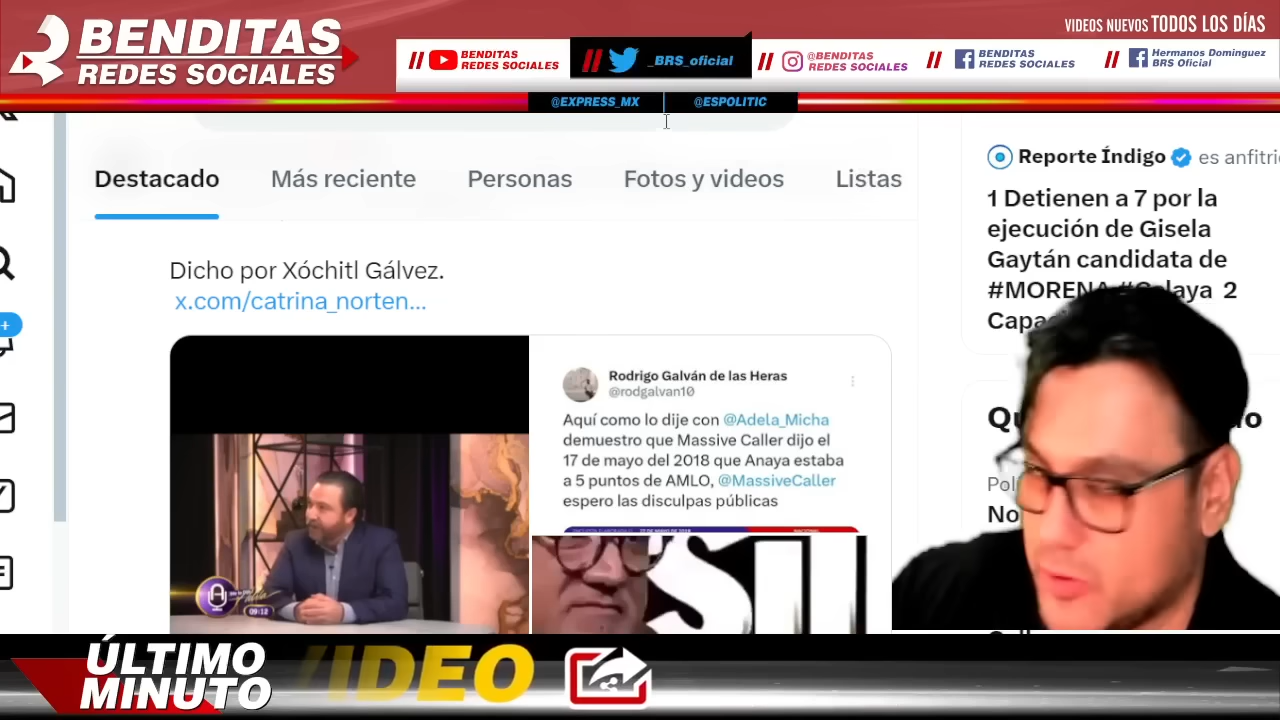 BENDITAS
REDES SOCIALES
VIDEOS NUEVOS TODOS LOS DÍAS
BENDITAS
REDES SOCIALES
_BRS_oficial
@BENDITAS
REDES SOCIALES
BENDITAS
REDES SOCIALES
Hermanos Dominguez
BRS Oficial
@EXPRESS_MX
@ESPOLITIC
Destacado
Más reciente
Personas
Fotos y videos
Listas
Dicho por Xóchitl Gálvez.
x.com/catrina_norten...
Rodrigo Galván de las Heras
@rodgalvan10
Aquí como lo dije con @Adela_Micha
demuestro que Massive Caller dijo el
17 de mayo del 2018 que Anaya estaba
a 5 puntos de AMLO, @MassiveCaller
espero las disculpas públicas
09:12
Reporte Índigo es anfitri
1 Detienen a 7 por la
ejecución de Gisela
Gaytán candidata de
#MORENA 2
ÚLTIMO
MINUTO
VIDEO